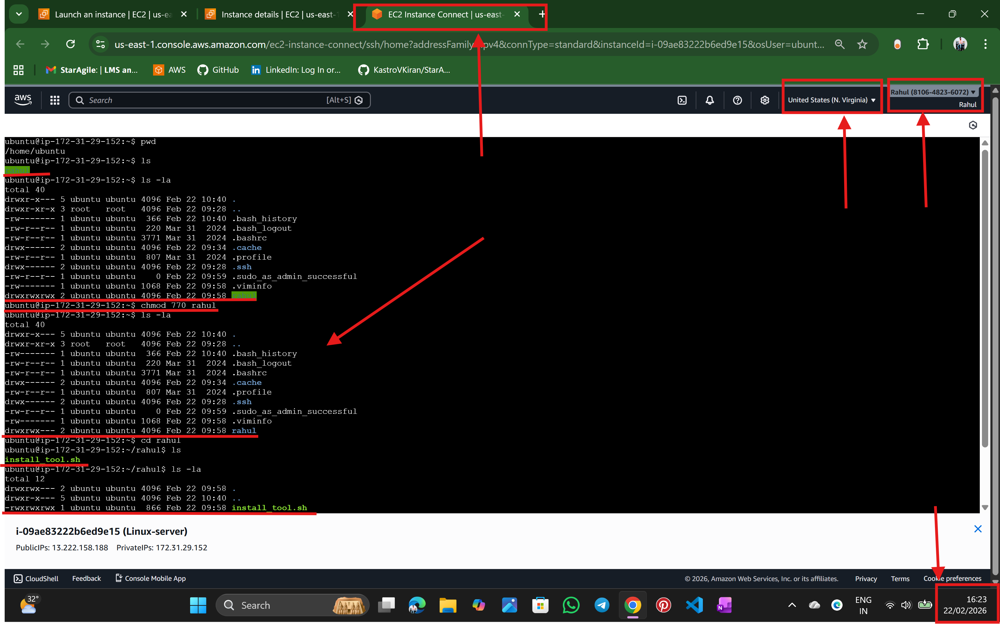 Launch an instance | EC2 | us-ea
Instance details | EC2 | us-east-1
EC2 Instance Connect | us-east-
us-east-1.console.aws.amazon.com/ec2-instance-connect/ssh/home?addressFamily=ipv4&connType=standard&instanceId=i-09ae83222b6ed9e15&osUser=ubunt...
StarAgile: | LMS an...
AWS
GitHub
LinkedIn: Log In or...
KastroVKiran/StarA...
aws
Search
[Alt+S]
United States (N. Virginia)
Rahul (8106-4823-6072)
Rahul
ubuntu@ip-172-31-29-152:~$ pwd
/home/ubuntu
ubuntu@ip-172-31-29-152:~$ ls
rahul
ubuntu@ip-172-31-29-152:~$ ls -la
total 40
drwxr-x--- 5 ubuntu ubuntu 4096 Feb 22 10:40 .
drwxr-xr-x 3 root   root   4096 Feb 22 09:28 ..
-rw------- 1 ubuntu ubuntu  366 Feb 22 10:40 .bash_history
-rw-r--r-- 1 ubuntu ubuntu  220 Mar 31  2024 .bash_logout
-rw-r--r-- 1 ubuntu ubuntu 3771 Mar 31  2024 .bashrc
drwx------ 2 ubuntu ubuntu 4096 Feb 22 09:34 .cache
-rw-r--r-- 1 ubuntu ubuntu  807 Mar 31  2024 .profile
drwx------ 2 ubuntu ubuntu 4096 Feb 22 09:28 .ssh
-rw-r--r-- 1 ubuntu ubuntu    0 Feb 22 09:59 .sudo_as_admin_successful
-rw------- 1 ubuntu ubuntu 1068 Feb 22 09:58 .viminfo
drwxrwxrwx 2 ubuntu ubuntu 4096 Feb 22 09:58 rahul
ubuntu@ip-172-31-29-152:~$ chmod 770 rahul
ubuntu@ip-172-31-29-152:~$ ls -la
total 40
drwxr-x--- 5 ubuntu ubuntu 4096 Feb 22 10:40 .
drwxr-xr-x 3 root   root   4096 Feb 22 09:28 ..
-rw------- 1 ubuntu ubuntu  366 Feb 22 10:40 .bash_history
-rw-r--r-- 1 ubuntu ubuntu  220 Mar 31  2024 .bash_logout
-rw-r--r-- 1 ubuntu ubuntu 3771 Mar 31  2024 .bashrc
drwx------ 2 ubuntu ubuntu 4096 Feb 22 09:34 .cache
-rw-r--r-- 1 ubuntu ubuntu  807 Mar 31  2024 .profile
drwx------ 2 ubuntu ubuntu 4096 Feb 22 09:28 .ssh
-rw-r--r-- 1 ubuntu ubuntu    0 Feb 22 09:59 .sudo_as_admin_successful
-rw------- 1 ubuntu ubuntu 1068 Feb 22 09:58 .viminfo
drwxrwx--- 2 ubuntu ubuntu 4096 Feb 22 09:58 rahul
ubuntu@ip-172-31-29-152:~$ cd rahul
ubuntu@ip-172-31-29-152:~/rahul$ ls
install_tool.sh
ubuntu@ip-172-31-29-152:~/rahul$ ls -la
total 12
drwxrwx--- 2 ubuntu ubuntu 4096 Feb 22 09:58 .
drwxr-x--- 5 ubuntu ubuntu 4096 Feb 22 10:40 ..
-rwxrwxrwx 1 ubuntu ubuntu  866 Feb 22 09:58 install_tool.sh
i-09ae83222b6ed9e15 (Linux-server)
PublicIPs: 13.222.158.188 PrivateIPs: 172.31.29.152
CloudShell
Feedback
Console Mobile App
© 2026, Amazon Web Services, Inc. or its affiliates.
Privacy
Terms
Cookie preferences
32°
Search
ENG
IN
16:23
22/02/2026